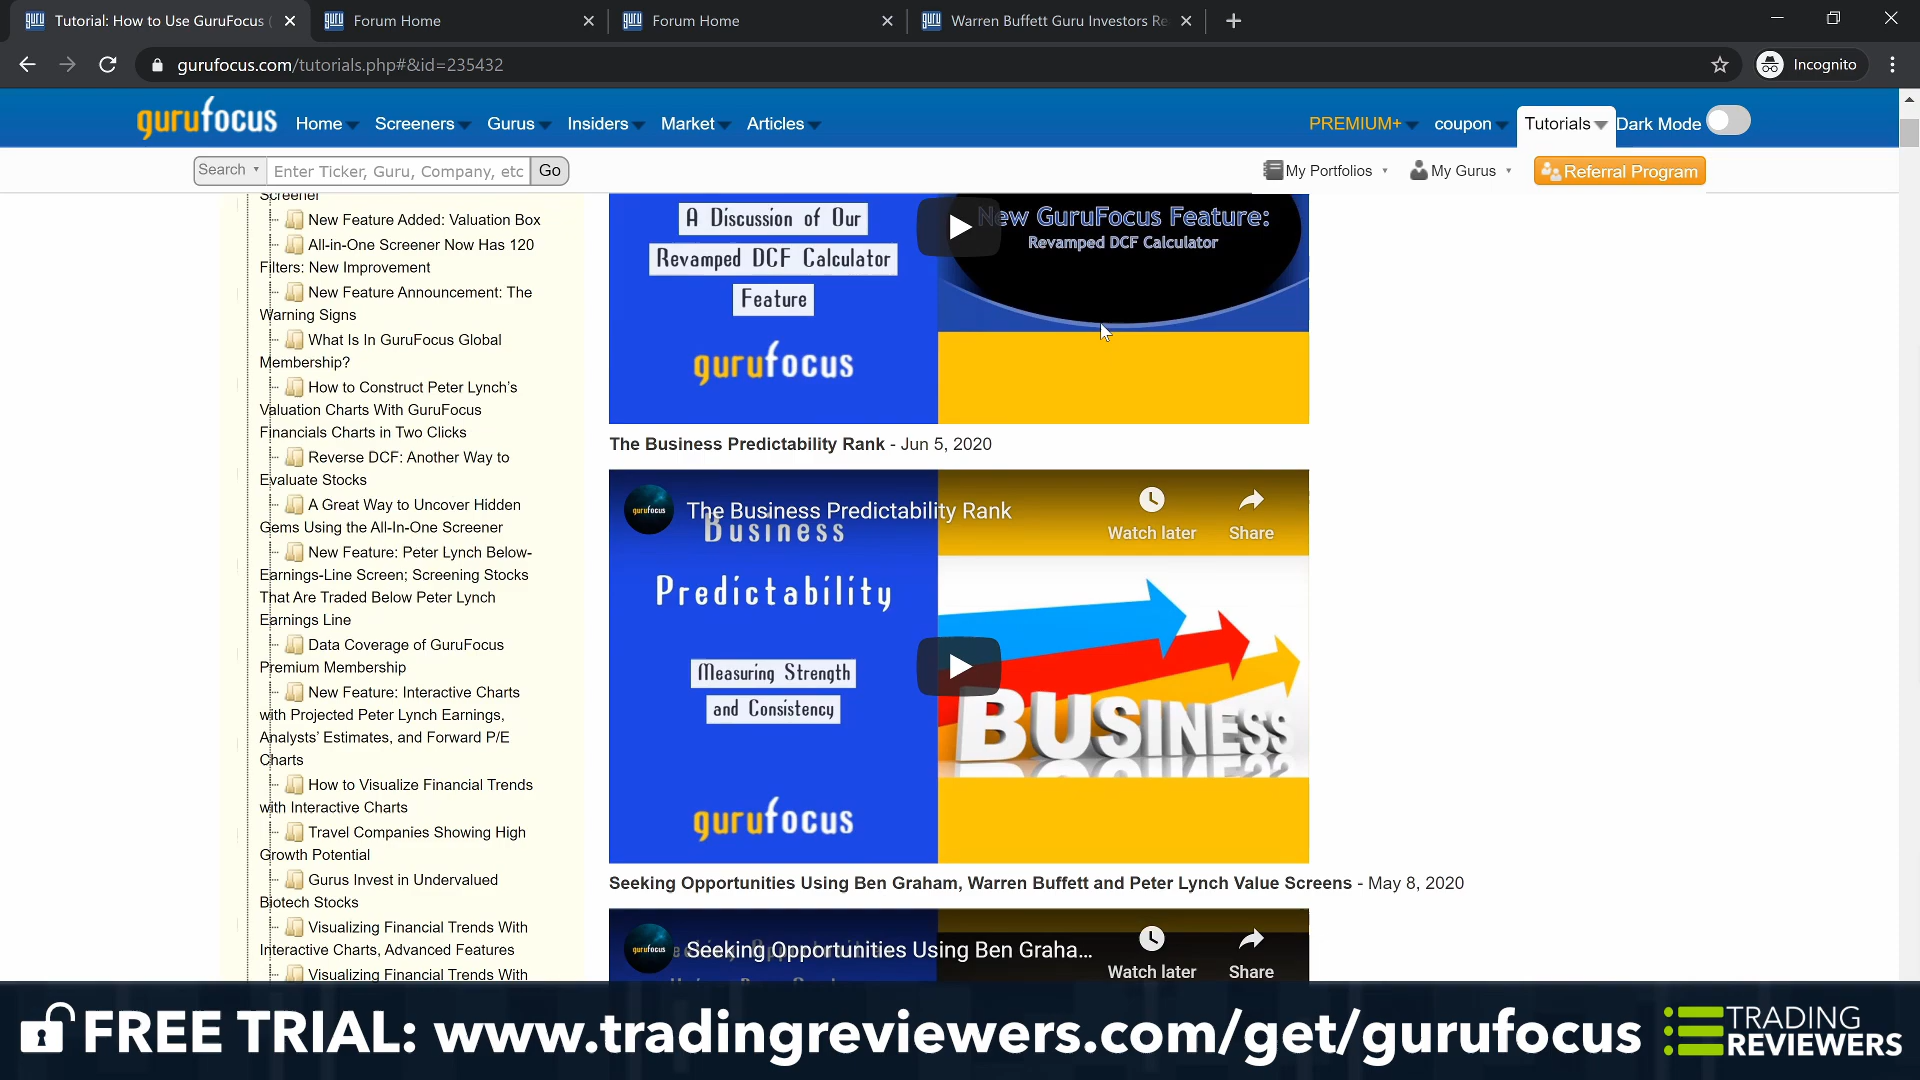 Tutorial: How to Use GuruFocus (
Forum Home
Forum Home
Warren Buffett Guru Investors Re
gurufocus.com/tutorials.php#&id=235432
Incognito
gurufocus
Home
Screeners
Gurus
Insiders
Market
Articles
PREMIUM+
coupon
Tutorials
Dark Mode
Search
Enter Ticker, Guru, Company, etc
Go
My Portfolios
My Gurus
Referral Program
Screener
New Feature Added: Valuation Box
All-in-One Screener Now Has 120
Filters: New Improvement
New Feature Announcement: The
Warning Signs
What Is In GuruFocus Global
Membership?
How to Construct Peter Lynch's
Valuation Charts With GuruFocus
Financials Charts in Two Clicks
Reverse DCF: Another Way to
Evaluate Stocks
A Great Way to Uncover Hidden
Gems Using the All-In-One Screener
New Feature: Peter Lynch Below-
Earnings-Line Screen; Screening Stocks
That Are Traded Below Peter Lynch
Earnings Line
Data Coverage of GuruFocus
Premium Membership
New Feature: Interactive Charts
with Projected Peter Lynch Earnings,
Analysts' Estimates, and Forward P/E
Charts
How to Visualize Financial Trends
with Interactive Charts
Travel Companies Showing High
Growth Potential
Gurus Invest in Undervalued
Biotech Stocks
Visualizing Financial Trends With
Interactive Charts, Advanced Features
Visualizing Financial Trends With
A Discussion of Our
Revamped DCF Calculator
Feature
gurufocus
New GuruFocus Feature:
Revamped DCF Calculator
The Business Predictability Rank - Jun 5, 2020
gurufocus
The Business Predictability Rank
Watch later
Share
Business
Predictability
Measuring Strength
and Consistency
gurufocus
BUSINESS
Seeking Opportunities Using Ben Graham, Warren Buffett and Peter Lynch Value Screens - May 8, 2020
gurufocus
Seeking Opportunities Using Ben Graha...
Watch later
Share
FREE TRIAL: www.tradingreviewers.com/get/gurufocus
TRADING
REVIEWERS